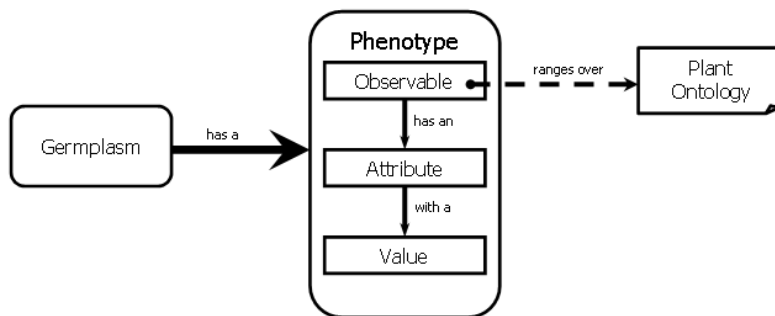 Phenotype
Observable
ranges over
Plant
Ontology
has an
Germplasm
has a
Attribute
with a
Value